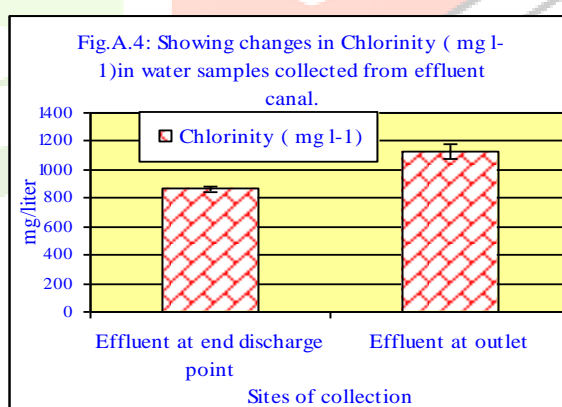 Fig.A.4: Showing changes in Chlorinity ( mg l-
1)in water samples collected from effluent
canal.
Chlorinity ( mg l-1)
1400
1200
1000
800
600
400
200
0
mg/liter
Effluent at end discharge
point
Effluent at outlet
Sites of collection